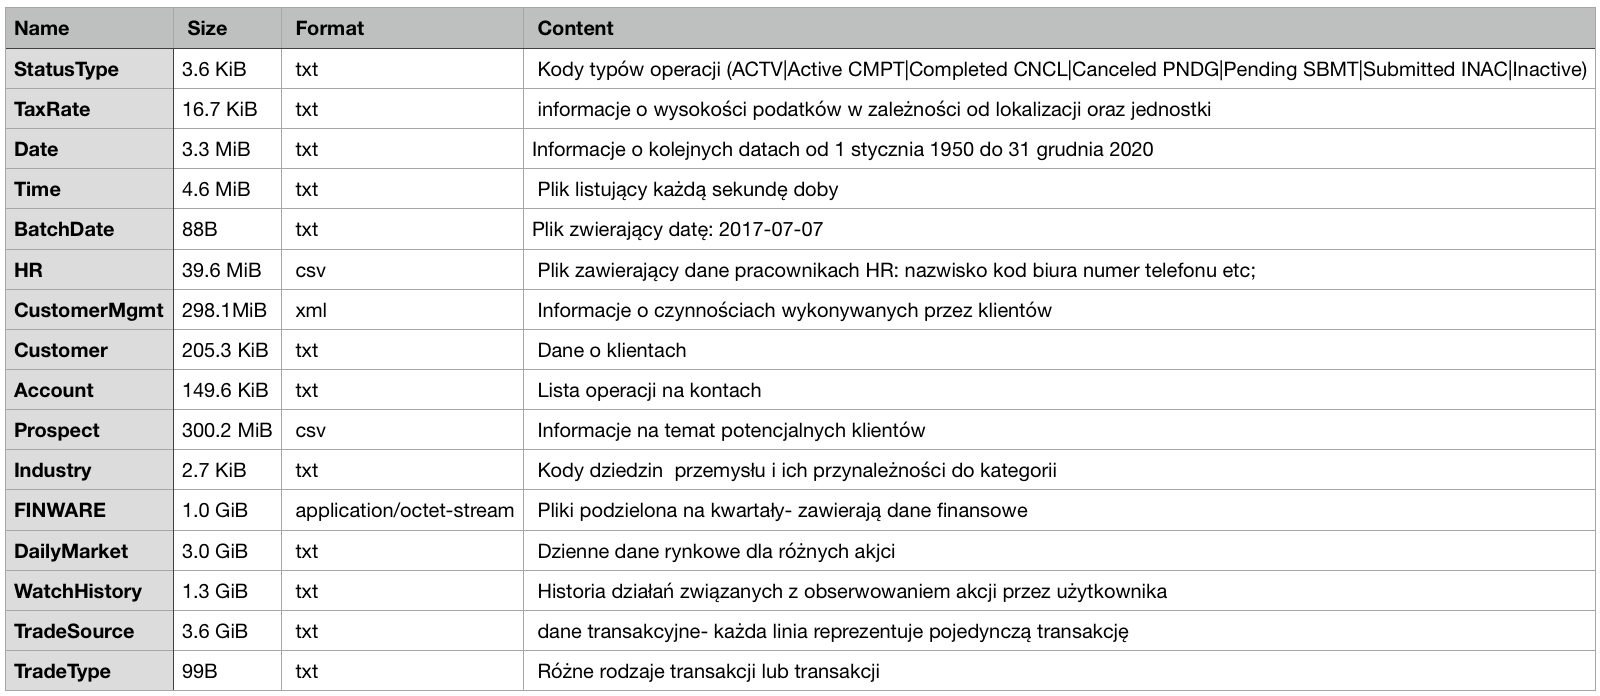 Name Size Format Content
StatusType 3.6 KiB txt Kody typów operacji (ACTV|Active CMPT|Completed CNCL|Canceled PNDG|Pending SBMT|Submitted INAC|Inactive)
TaxRate 16.7 KiB txt informacje o wysokości podatków w zależności od lokalizacji oraz jednostki
Date 3.3 MiB txt Informacje o kolejnych datach od 1 stycznia 1950 do 31 grudnia 2020
Time 4.6 MiB txt Plik listujący każdą sekundę doby
BatchDate 88B txt Plik zwierający datę: 2017-07-07
HR 39.6 MiB csv Plik zawierający dane pracownikach HR: nazwisko kod biura numer telefonu etc;
CustomerMgmt 298.1MiB xml Informacje o czynnościach wykonywanych przez klientów
Customer 205.3 KiB txt Dane o klientach
Account 149.6 KiB txt Lista operacji na kontach
Prospect 300.2 MiB csv Informacje na temat potencjalnych klientów
Industry 2.7 KiB txt Kody dziedzin przemysłu i ich przynależności do kategorii
FINWARE 1.0 GiB application/octet-stream Pliki podzielona na kwartały- zawierają dane finansowe
DailyMarket 3.0 GiB txt Dzienne dane rynkowe dla różnych akjci
WatchHistory 1.3 GiB txt Historia działań związanych z obserwowaniem akcji przez użytkownika
TradeSource 3.6 GiB txt dane transakcyjne- każda linia reprezentuje pojedynczą transakcję
TradeType 99B txt Różne rodzaje transakcji lub transakcji